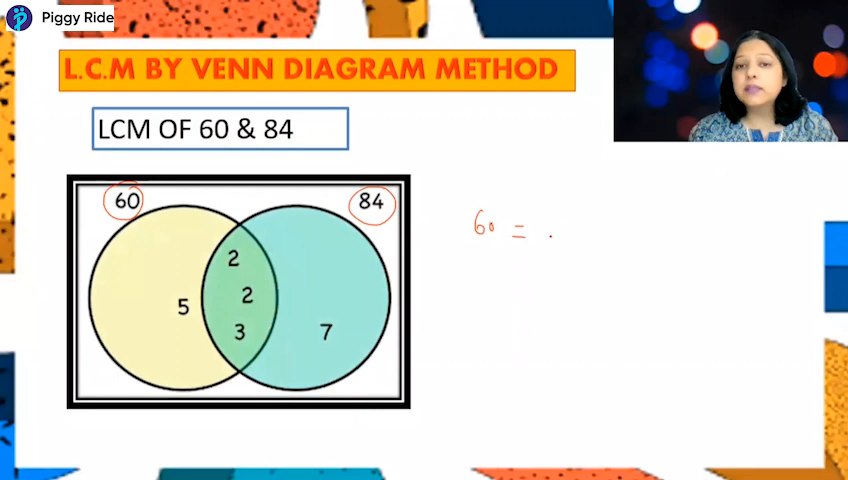 Piggy Ride
L.C.M BY VENN DIAGRAM METHOD
LCM OF 60 & 84
60 84
2
5 2
3 7
60 = .